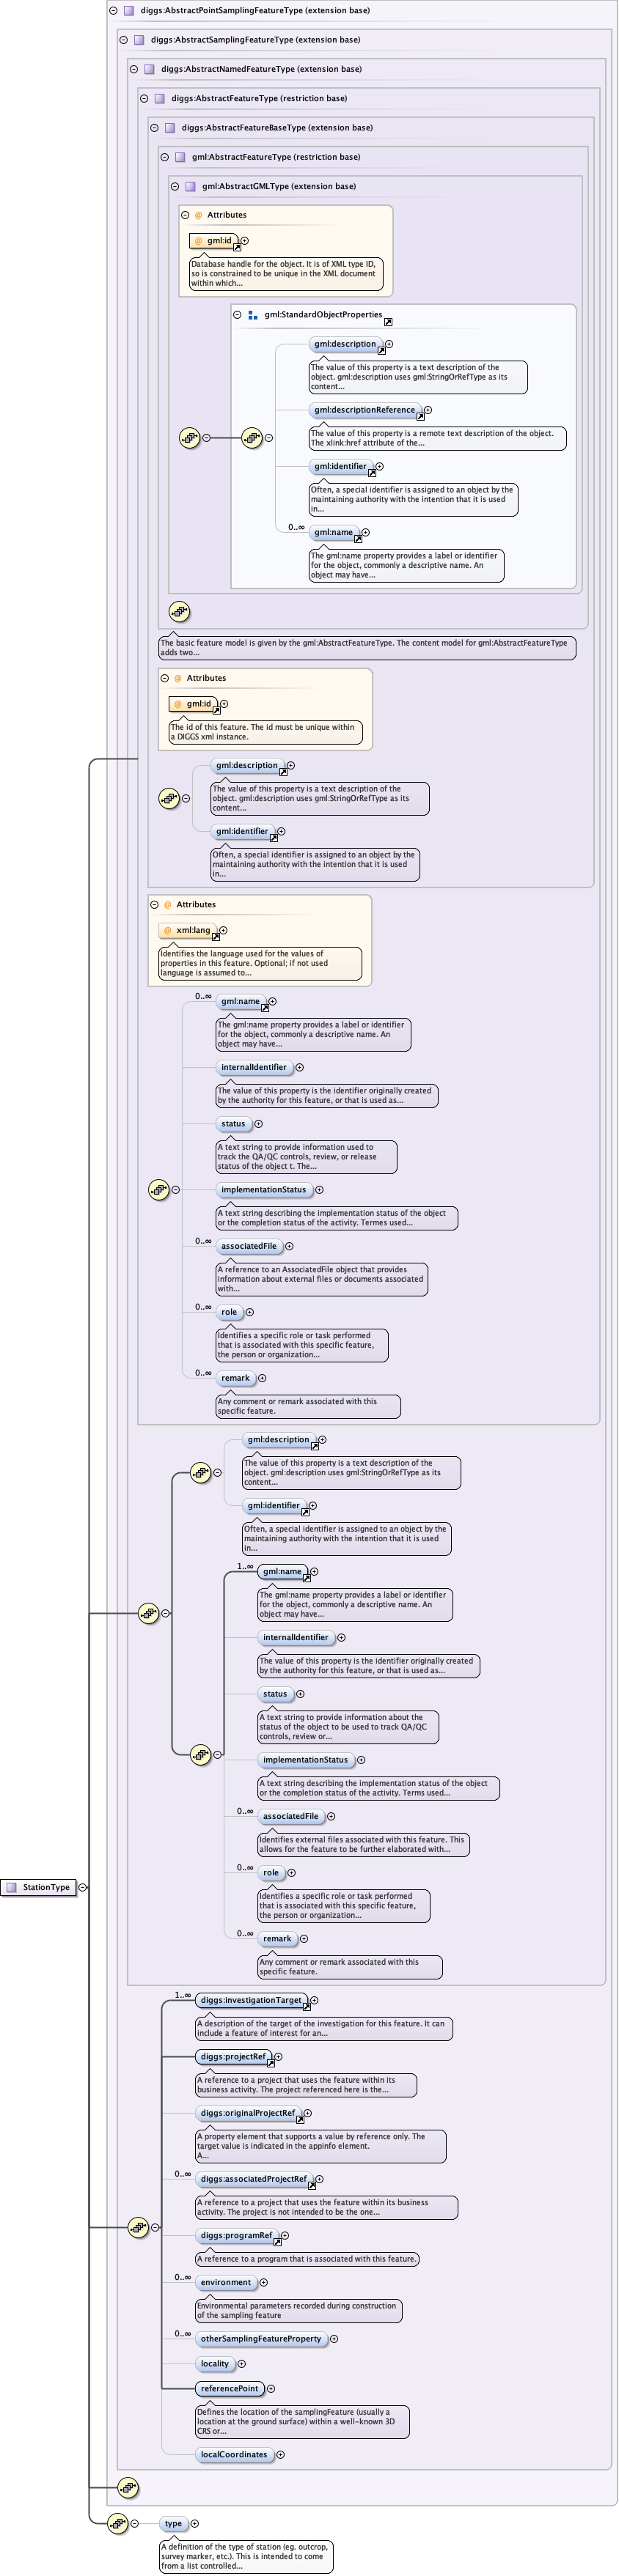 diggs:AbstractPointSamplingFeatureType (extension base)
diggs:AbstractSamplingFeatureType (extension base)
diggs:AbstractNamedFeatureType (extension base)
diggs:AbstractFeatureType (restriction base)
diggs:AbstractFeatureBaseType (extension base)
gml:AbstractFeatureType (restriction base)
gml:AbstractGMLType (extension base)
@ Attributes
@ gml:id
Database handle for the object. It is of XML type ID,
so is constrained to be unique in the XML document
within which...
gml:StandardObjectProperties
gml:description
The value of this property is a text description of the
object. gml:description uses gml:StringOrRefType as its
content...
gml:descriptionReference
The value of this property is a remote text description of the object.
The xlink:href attribute of the...
gml:identifier
Often, a special identifier is assigned to an object by the
maintaining authority with the intention that it is used
in...
0..∞
gml:name
The gml:name property provides a label or identifier
for the object, commonly a descriptive name. An
object may have...
The basic feature model is given by the gml:AbstractFeatureType. The content model for gml:AbstractFeatureType
adds two...
@ Attributes
@ gml:id
The id of this feature. The id must be unique within
a DIGGS xml instance.
gml:description
The value of this property is a text description of the
object. gml:description uses gml:StringOrRefType as its
content...
gml:identifier
Often, a special identifier is assigned to an object by the
maintaining authority with the intention that it is used
in...
@ Attributes
@ xml:lang
Identifies the language used for the values of
properties in this feature. Optional; if not used
language is assumed to...
0..∞
gml:name
The gml:name property provides a label or identifier
for the object, commonly a descriptive name. An
object may have...
internalIdentifier
The value of this property is the identifier originally created
by the authority for this feature, or that is used as...
status
A text string to provide information used to
track the QA/QC controls, review, or release
status of the object t. The...
implementationStatus
A text string describing the implementation status of the object
or the completion status of the activity. Termes used...
0..∞
associatedFile
A reference to an AssociatedFile object that provides
information about external files or documents associated
with...
0..∞
role
Identifies a specific role or task performed
that is associated with this specific feature,
the person or organization...
0..∞
remark
Any comment or remark associated with this
specific feature.
gml:description
The value of this property is a text description of the
object. gml:description uses gml:StringOrRefType as its
content...
gml:identifier
Often, a special identifier is assigned to an object by the
maintaining authority with the intention that it is used
in...
1..∞
gml:name
The gml:name property provides a label or identifier
for the object, commonly a descriptive name. An
object may have...
internalIdentifier
The value of this property is the identifier originally created
by the authority for this feature, or that is used as...
status
A text string to provide information about the
status of the object to be used to track QA/QC
controls, review or...
implementationStatus
A text string describing the implementation status of the object
or the completion status of the activity. Terms used...
0..∞
associatedFile
Identifies external files associated with this feature. This
allows for the feature to be further elaborated with...
0..∞
role
Identifies a specific role or task performed
that is associated with this specific feature,
the person or organization...
0..∞
remark
Any comment or remark associated with this
specific feature.
StationType
1..∞
diggs:investigationTarget
A description of the target of the investigation for this feature. It can
include a feature of interest for an...
diggs:projectRef
A reference to a project that uses the feature within its
business activity. The project referenced here is the...
diggs:originalProjectRef
A property element that supports a value by reference only. The
target value is indicated in the appinfo element.
A...
0..∞
diggs:associatedProjectRef
A reference to a project that uses the feature within its business
activity. The project is not intended to be the one...
diggs:programRef
A reference to a program that is associated with this feature.
0..∞
environment
Environmental parameters recorded during construction
of the sampling feature
0..∞
otherSamplingFeatureProperty
locality
referencePoint
Defines the location of the samplingFeature (usually a
location at the ground surface) within a well-known 3D
CRS or...
localCoordinates
type
A definition of the type of station (eg. outcrop,
survey marker, etc.). This is intended to come
from a list controlled...